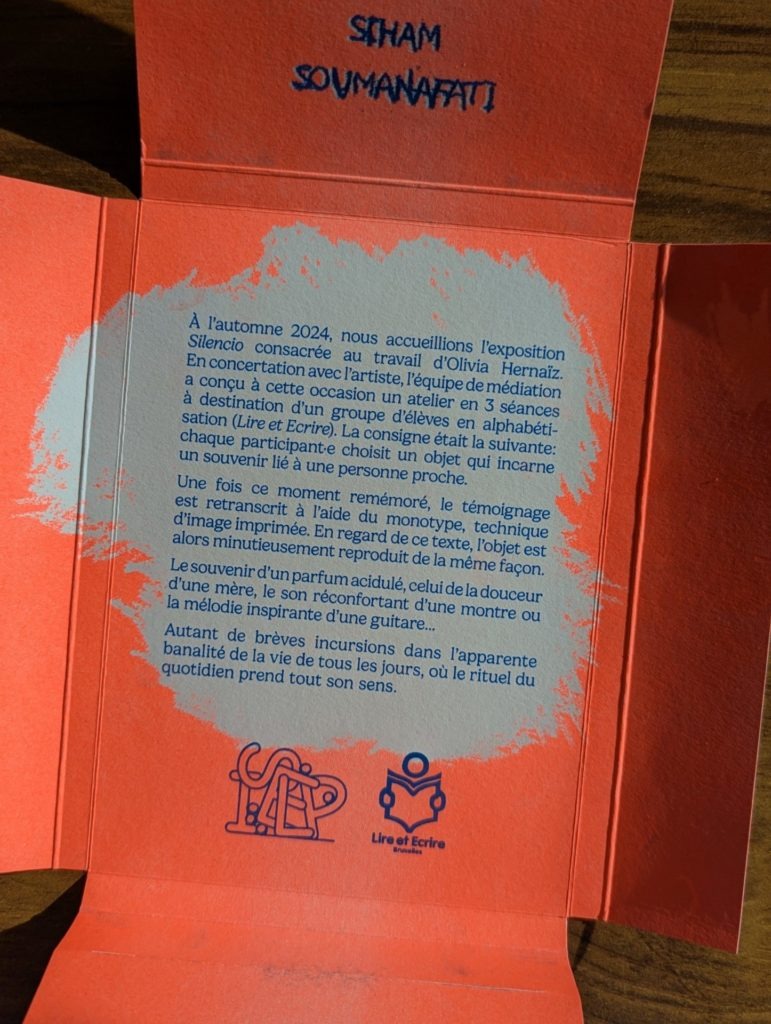 SIHAM
SOUMANAFATI
À l'automne 2024, nous accueillions l'exposition
Silencio consacrée au travail d'Olivia Hernaïz.
En concertation avec l'artiste, l'équipe de médiation
a conçu à cette occasion un atelier en 3 séances
à destination d'un groupe d'élèves en alphabéti-
sation (Lire et Ecrire). La consigne était la suivante:
chaque participant·e choisit un objet qui incarne
un souvenir lié à une personne proche.
Une fois ce moment remémoré, le témoignage
est retranscrit à l'aide du monotype, technique
d'image imprimée. En regard de ce texte, l'objet est
alors minutieusement reproduit de la même façon.
Le souvenir d'un parfum acidulé, celui de la douceur
d'une mère, le son réconfortant d'une montre ou
la mélodie inspirante d'une guitare...
Autant de brèves incursions dans l'apparente
banalité de la vie de tous les jours, où le rituel du
quotidien prend tout son sens.
Lire et Ecrire
Bruxelles